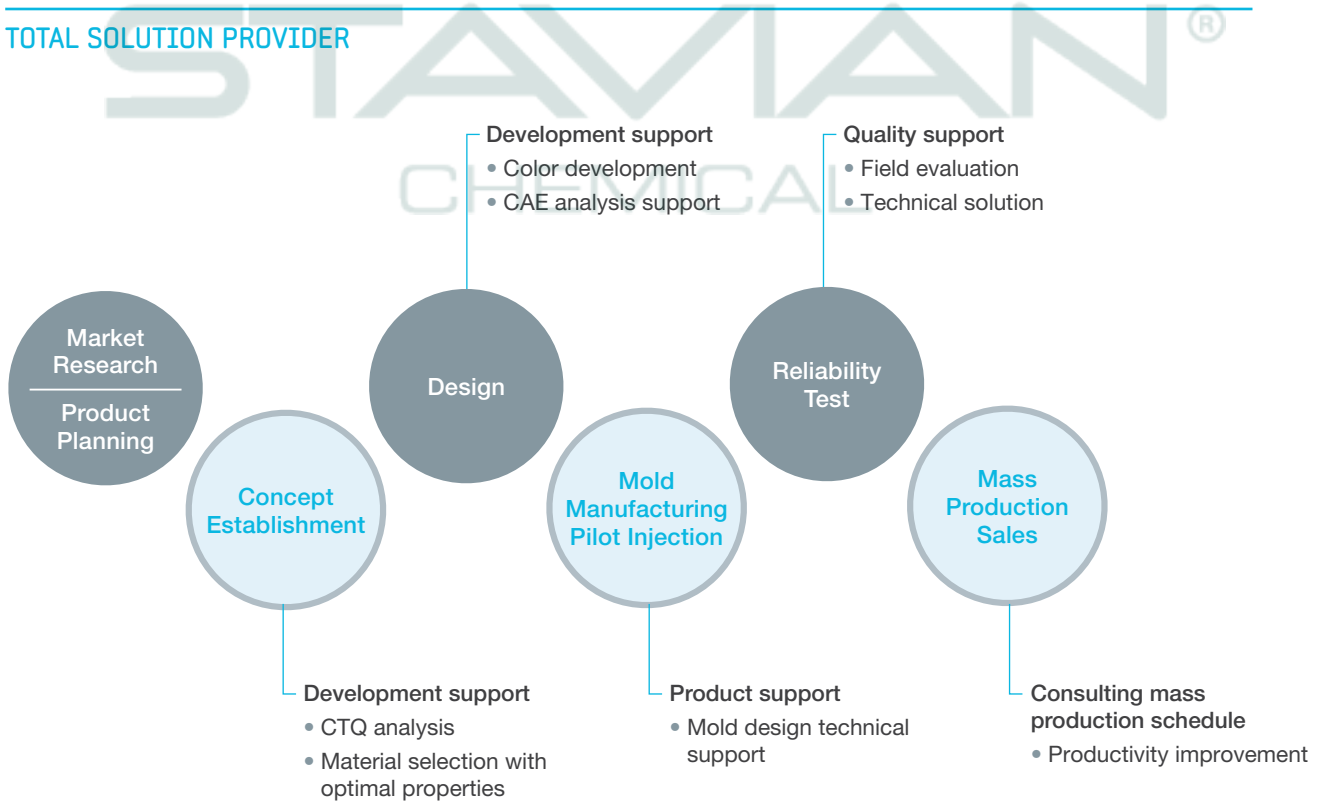 STAVIAN®
CHEMICAL
TOTAL SOLUTION PROVIDER
Development support
• Color development
• CAE analysis support
Quality support
• Field evaluation
• Technical solution
Market
Research
Product
Planning
Concept
Establishment
Design
Mold
Manufacturing
Pilot Injection
Reliability
Test
Mass
Production
Sales
Development support
• CTQ analysis
• Material selection with
optimal properties
Product support
• Mold design technical
support
Consulting mass
production schedule
• Productivity improvement